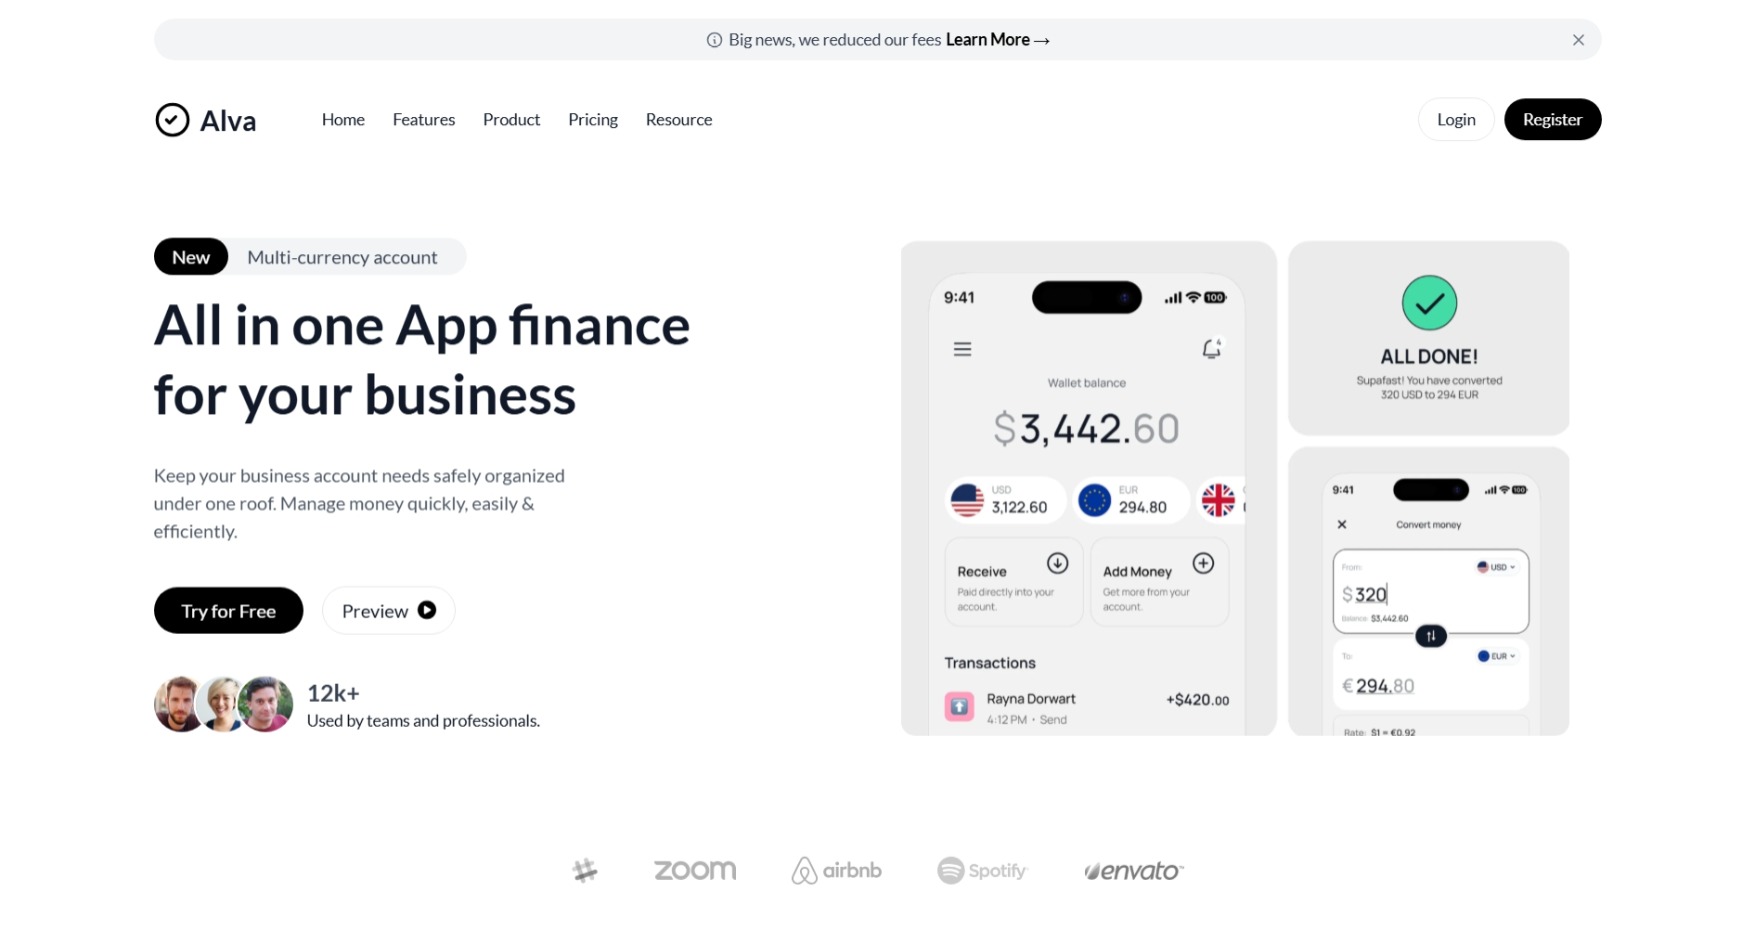 Big news, we reduced our fees Learn More →
Alva
Home Features Product Pricing Resource
Login Register
New Multi-currency account
All in one App finance
for your business
Keep your business account needs safely organized
under one roof. Manage money quickly, easily &
efficiently.
Try for Free Preview
12k+
Used by teams and professionals.
9:41 100
4
Wallet balance
$3,442.60
USD
3,122.60
EUR
294.80
Receive
Paid directly into your
account.
Add Money
Get more from your
account.
Transactions
Rayna Dorwart +$420.00
4:12 PM · Send
ALL DONE!
Supafast! You have converted
320 USD to 294 EUR
9:41 100
Convert money
From: USD
$320
Balance: $3,442.60
To: EUR
€294.80
Rate: $1 = €0.92
zoom airbnb Spotify envato